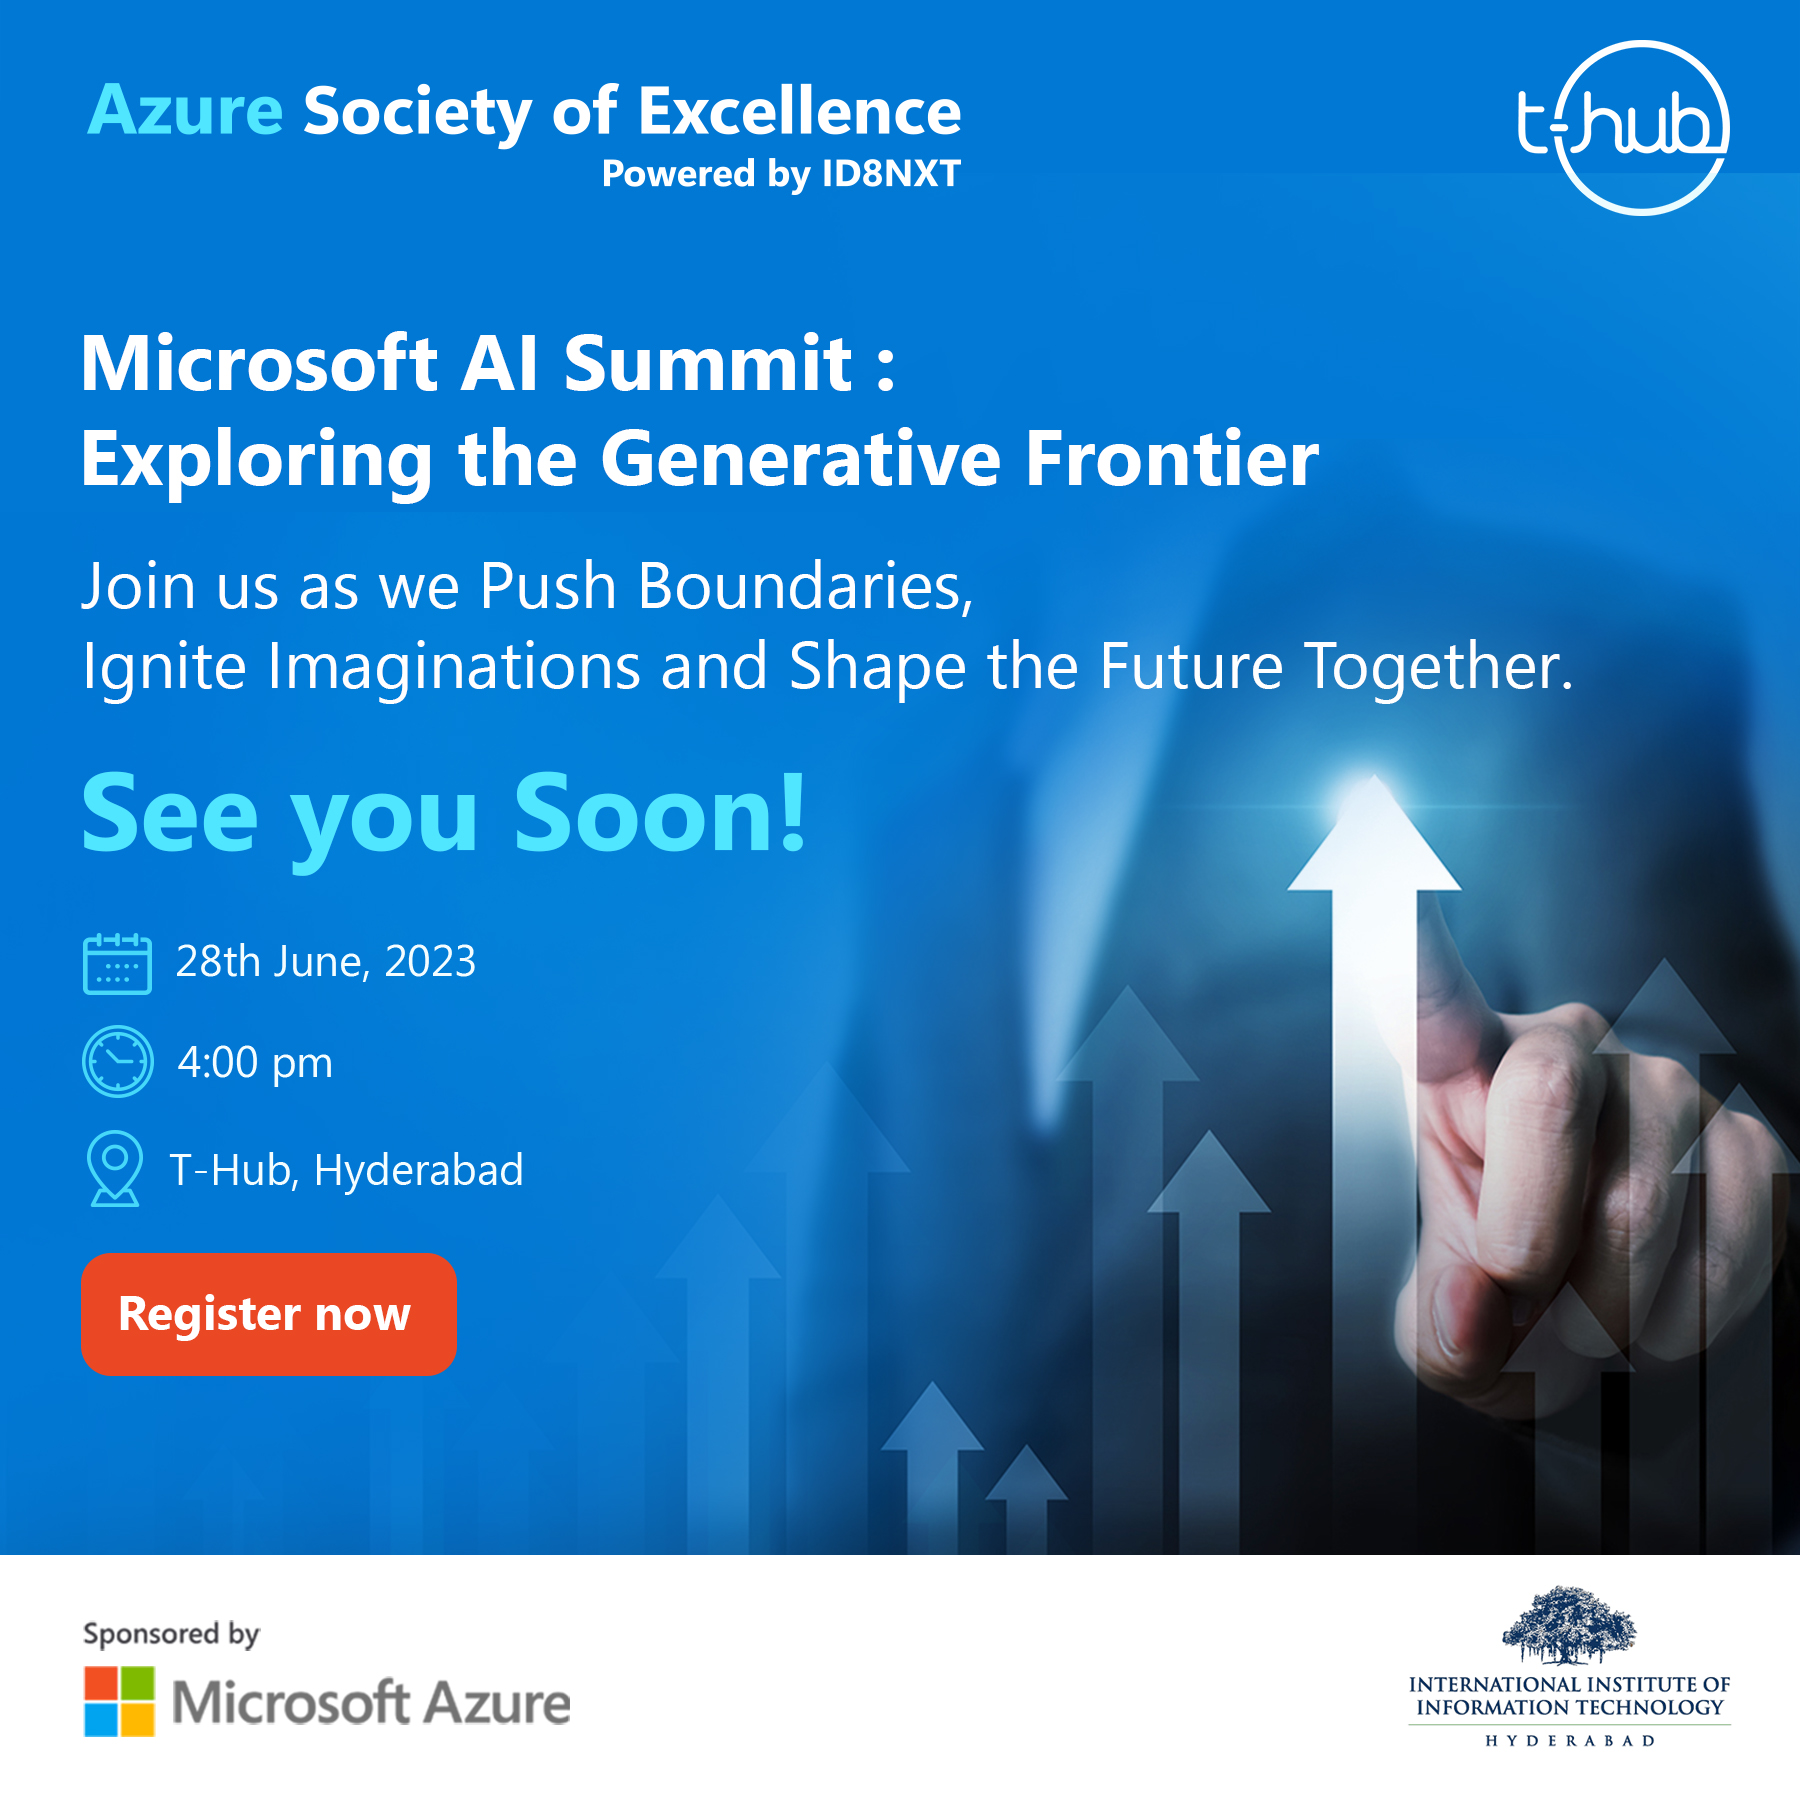 Azure Society of Excellence
Powered by ID8NXT
t-hub
Microsoft AI Summit :
Exploring the Generative Frontier
Join us as we Push Boundaries,
Ignite Imaginations and Shape the Future Together.
See you Soon!
28th June, 2023
4:00 pm
T-Hub, Hyderabad
Register now
Sponsored by
Microsoft Azure
INTERNATIONAL INSTITUTE OF
INFORMATION TECHNOLOGY
HYDERABAD